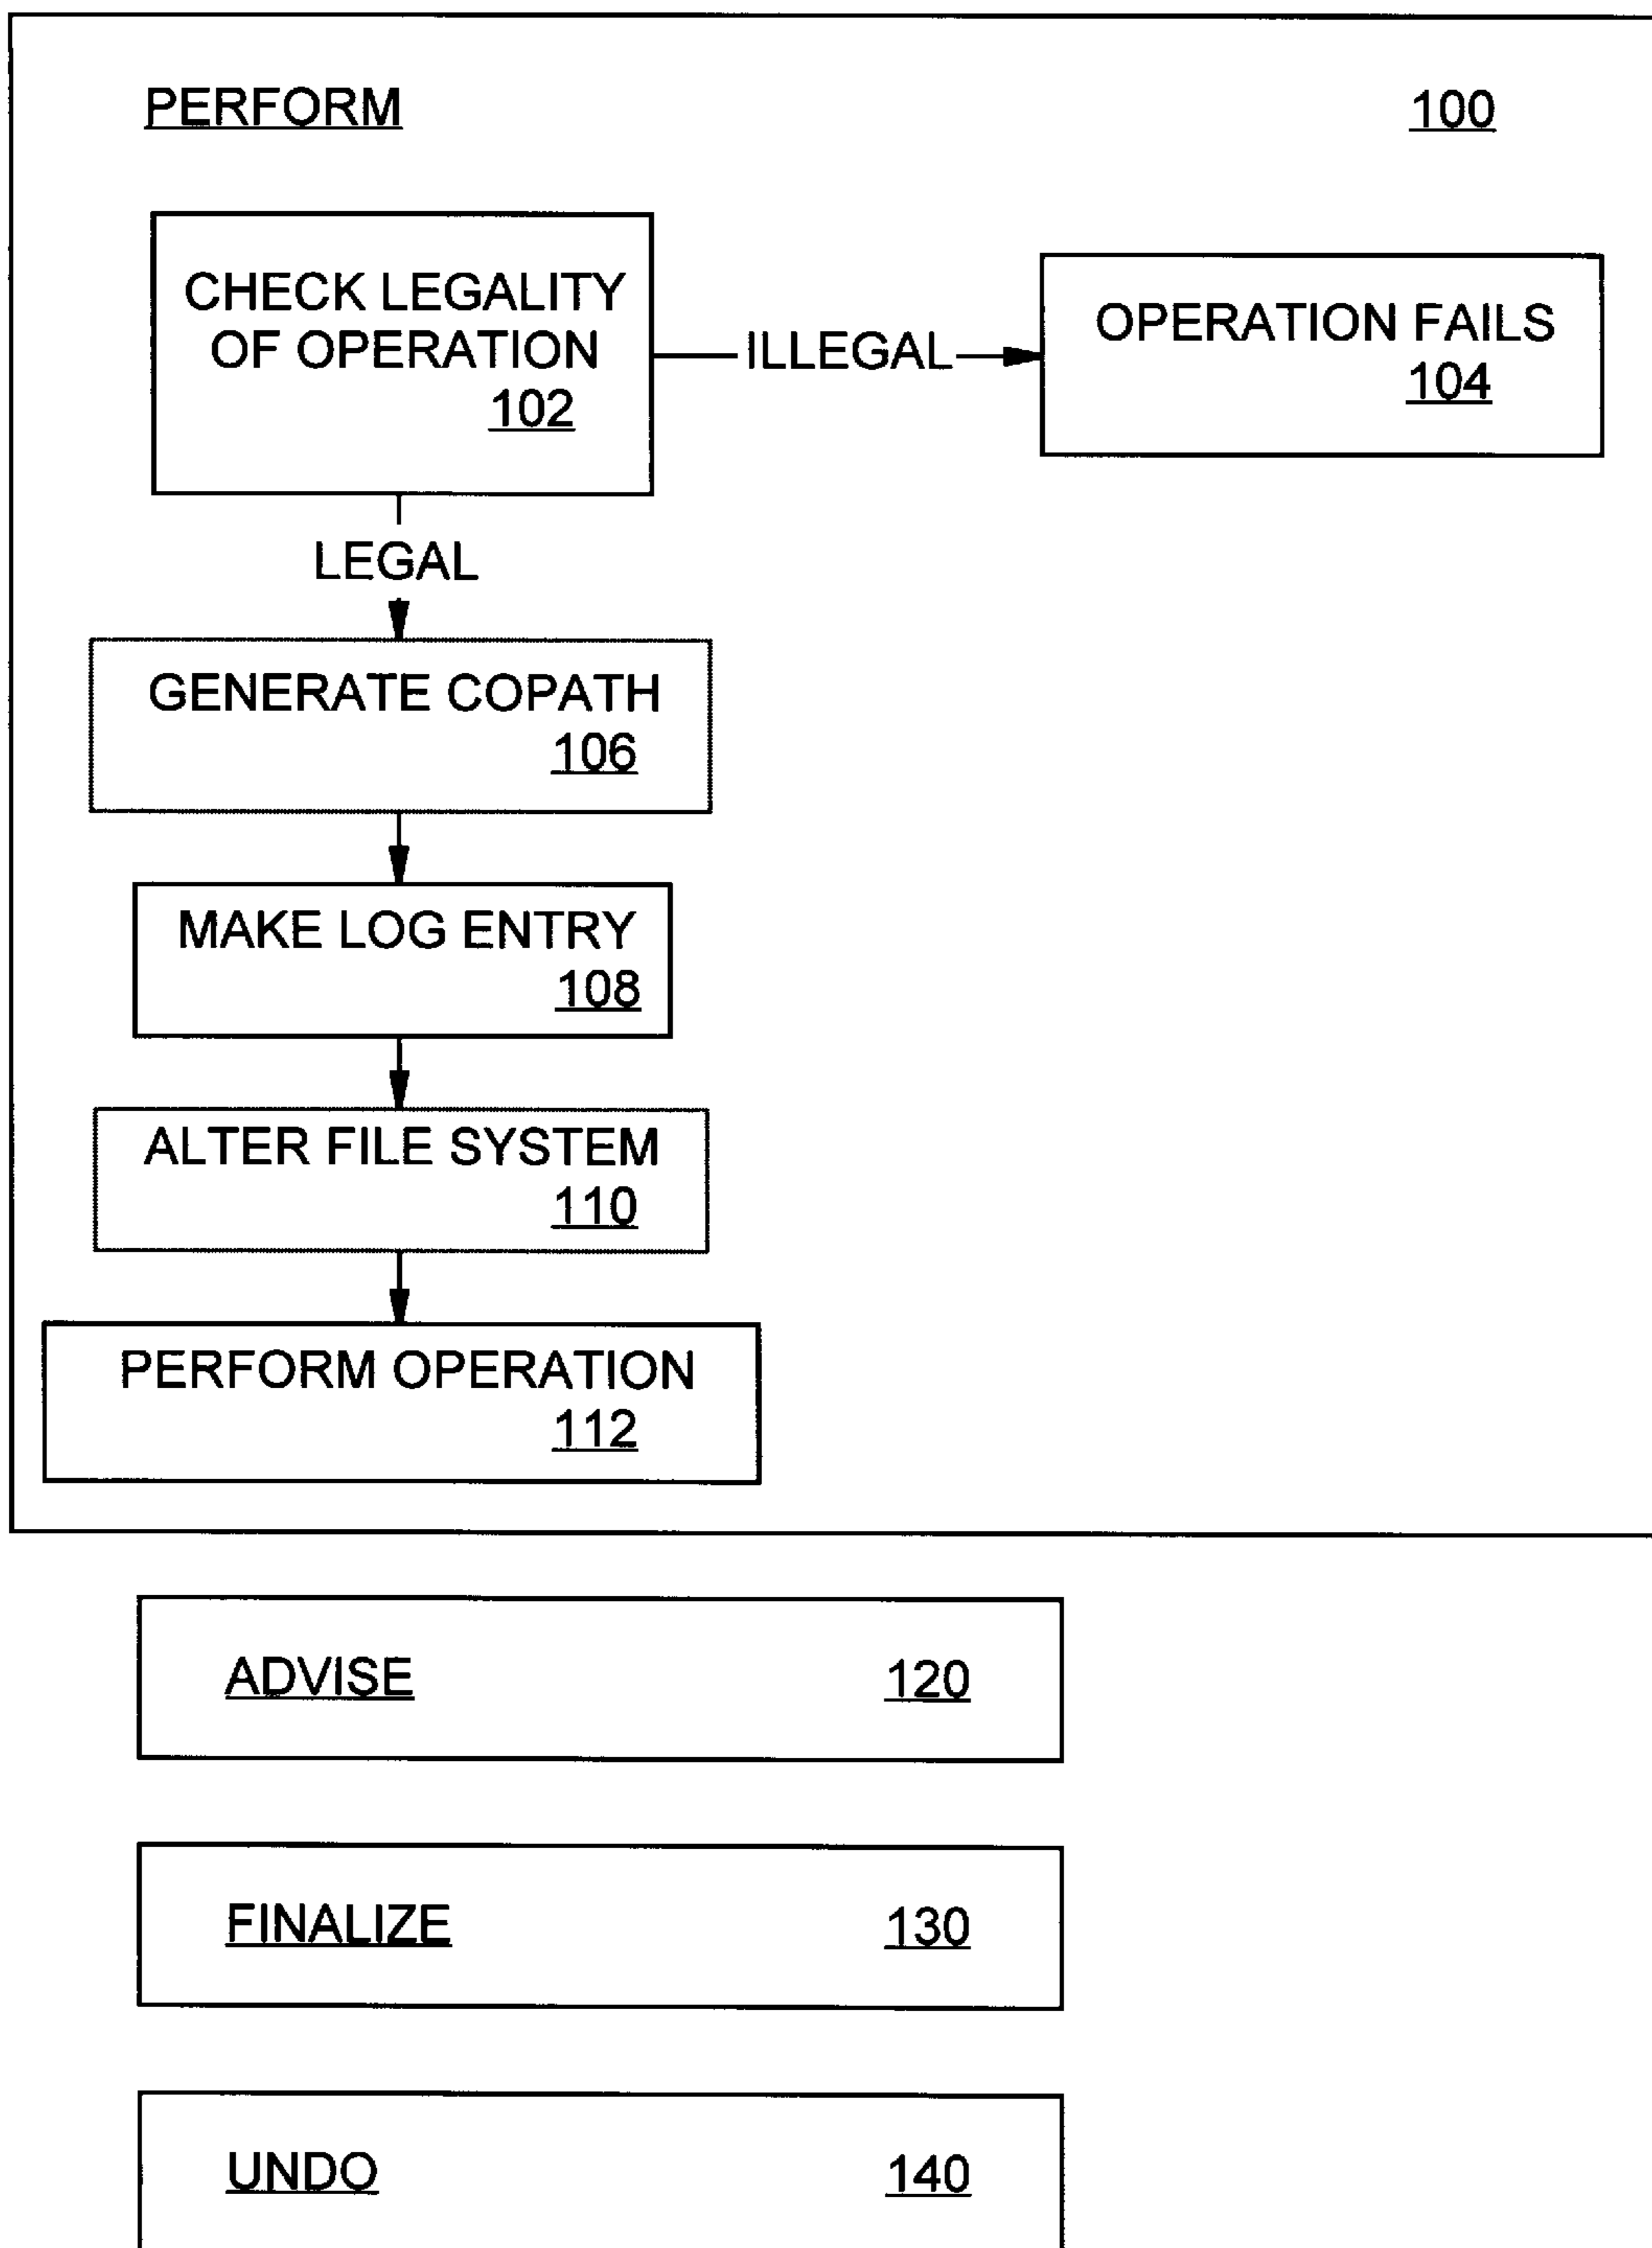 PERFORM 100
CHECK LEGALITY
OF OPERATION
102
ILLEGAL
OPERATION FAILS
104
LEGAL
GENERATE COPATH
106
MAKE LOG ENTRY
108
ALTER FILE SYSTEM
110
PERFORM OPERATION
112
ADVISE 120
FINALIZE 130
UNDO 140